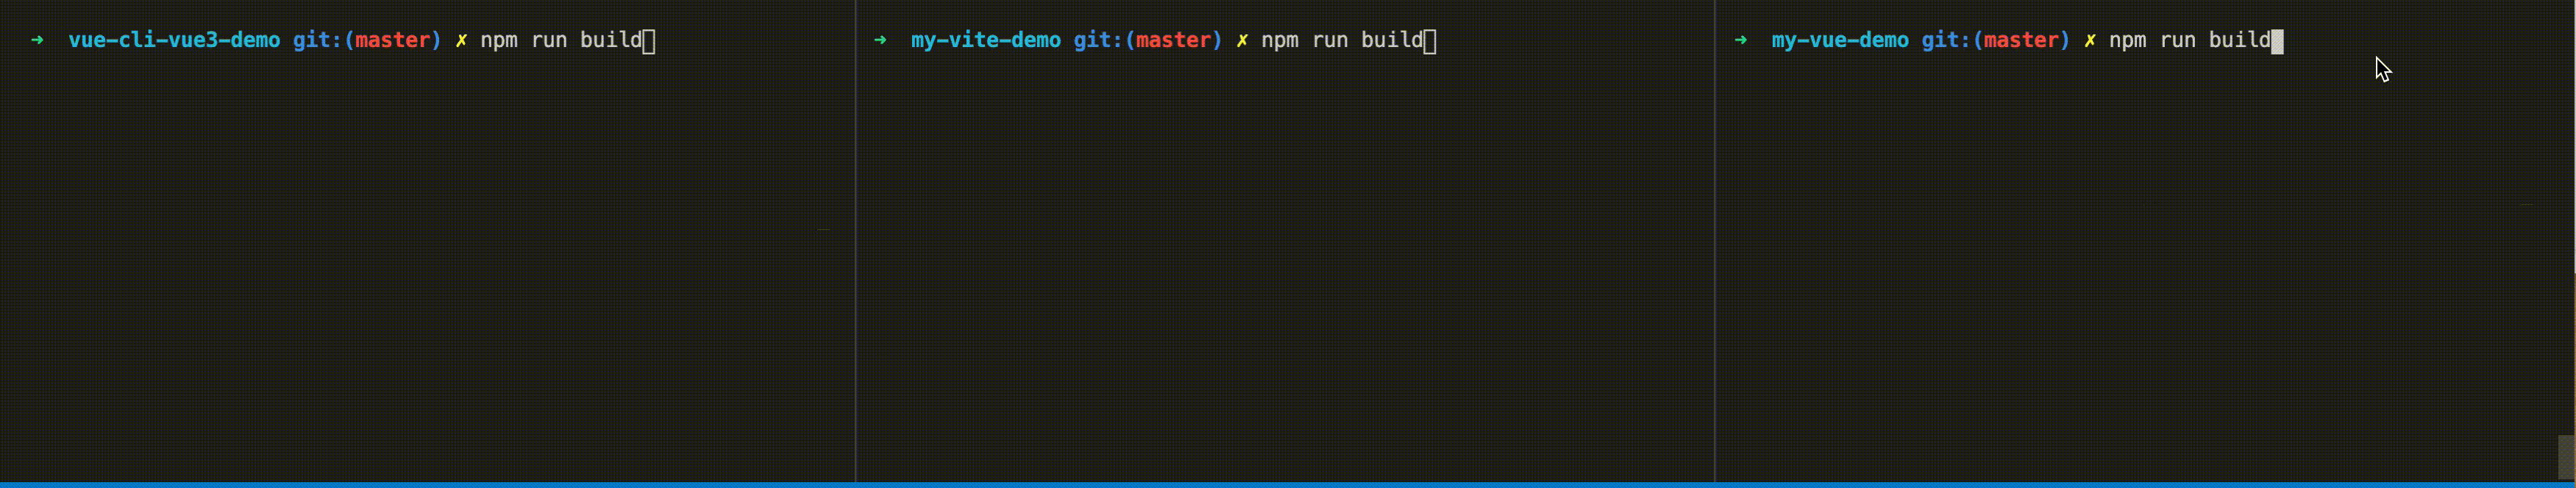 ➜ vue-cli-vue3-demo git:(master) ✗ npm run build
➜ my-vite-demo git:(master) ✗ npm run build
➜ my-vue-demo git:(master) ✗ npm run build